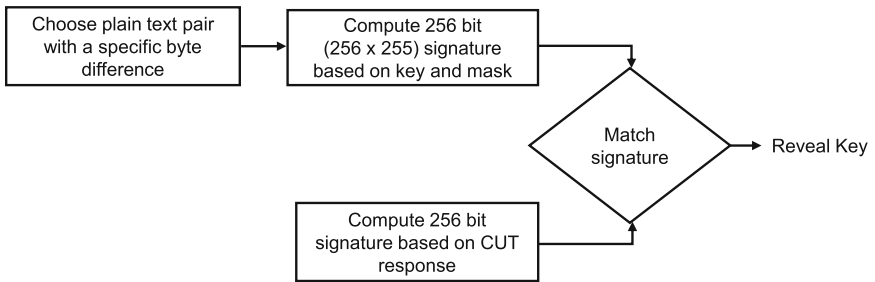 Choose plain text pair
with a specific byte
difference
Compute 256 bit
(256 x 255) signature
based on key and mask
Match
signature
Reveal Key
Compute 256 bit
signature based on CUT
response